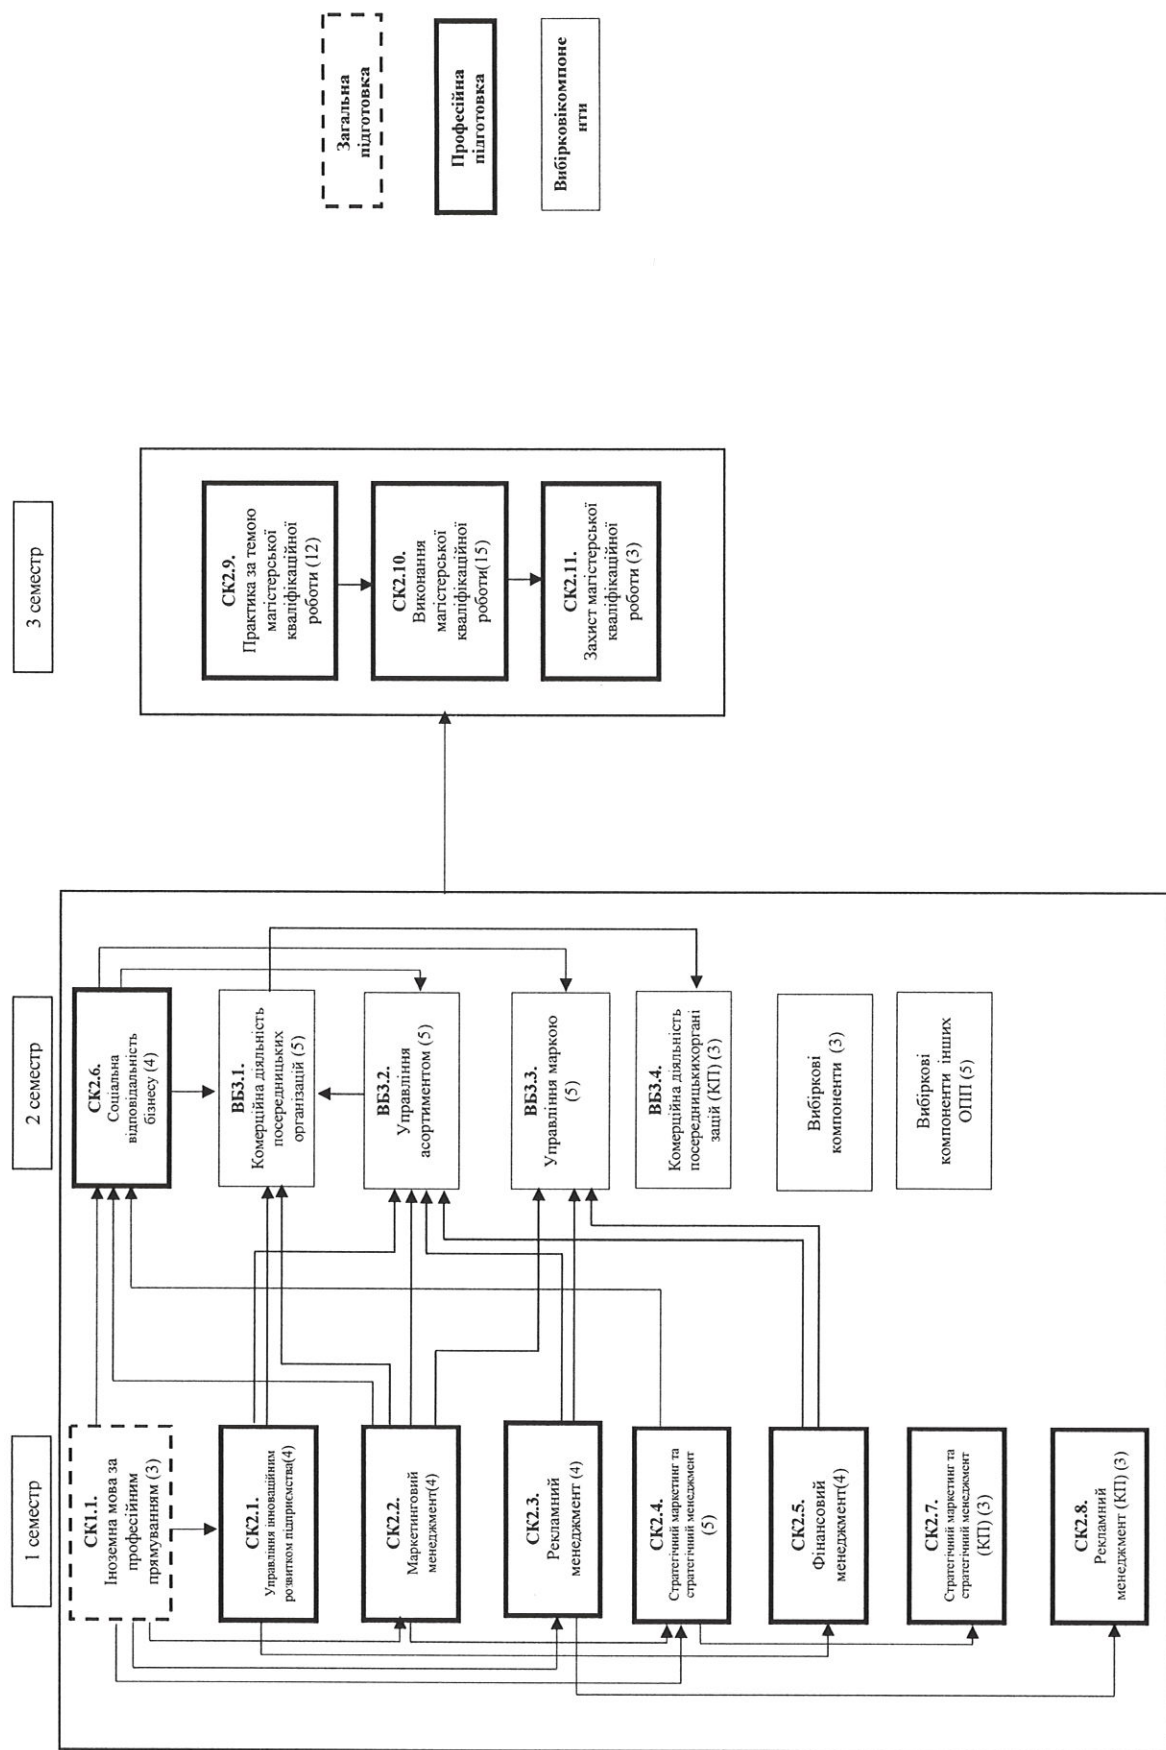 1 семестр
2 семестр
3 семестр
СК1.1.
Іноземна мова за
професійним
прямуванням (3)
СК2.1.
Управління інноваційним
розвитком підприємства(4)
СК2.2.
Маркетинговий
менеджмент(4)
СК2.3.
Рекламний
менеджмент (4)
СК2.4.
Стратегічний маркетинг та
стратегічний менеджмент
(5)
СК2.5.
Фінансовий
менеджмент(4)
СК2.7.
Стратегічний маркетинг та
стратегічний менеджмент
(КП) (3)
СК2.8.
Рекламний
менеджмент (КП) (3)
СК2.6.
Соціальна
відповідальність
бізнесу (4)
ВБ3.1.
Комерційна діяльність
посередницьких
організацій (5)
ВБ3.2.
Управління
асортиментом (5)
ВБ3.3.
Управління маркою
(5)
ВБ3.4.
Комерційна діяльність
посередницькихоргані
зацій (КП) (3)
Вибіркові
компоненти (3)
Вибіркові
компоненти інших
ОПП (5)
СК2.9.
Практика за темою
магістерської
кваліфікаційної
роботи (12)
СК2.10.
Виконання
магістерської
кваліфікаційної
роботи(15)
СК2.11.
Захист магістерської
кваліфікаційної
роботи (3)
Загальна
підготовка
Професійна
підготовка
Вибірковікомпоне
нти